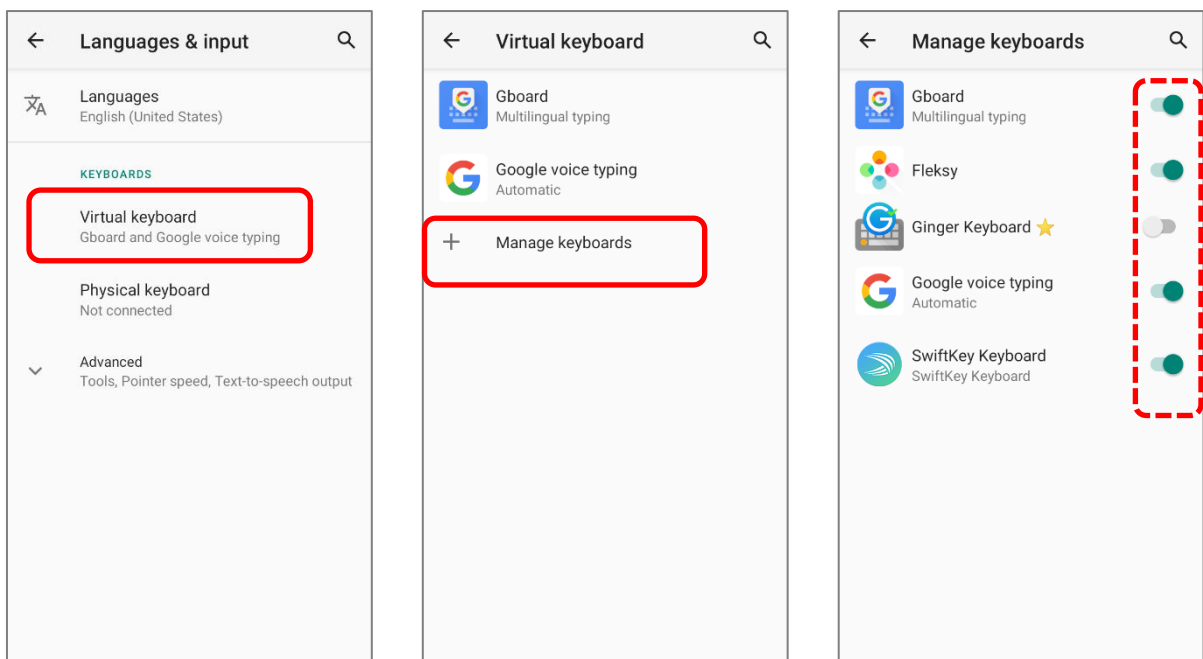 Languages & input
Languages
English (United States)
KEYBOARDS
Virtual keyboard
Gboard and Google voice typing
Physical keyboard
Not connected
Advanced
Tools, Pointer speed, Text-to-speech output
Virtual keyboard
Gboard
Multilingual typing
Google voice typing
Automatic
Manage keyboards
Manage keyboards
Gboard
Multilingual typing
Fleksy
Ginger Keyboard ⭐
Google voice typing
Automatic
SwiftKey Keyboard
SwiftKey Keyboard